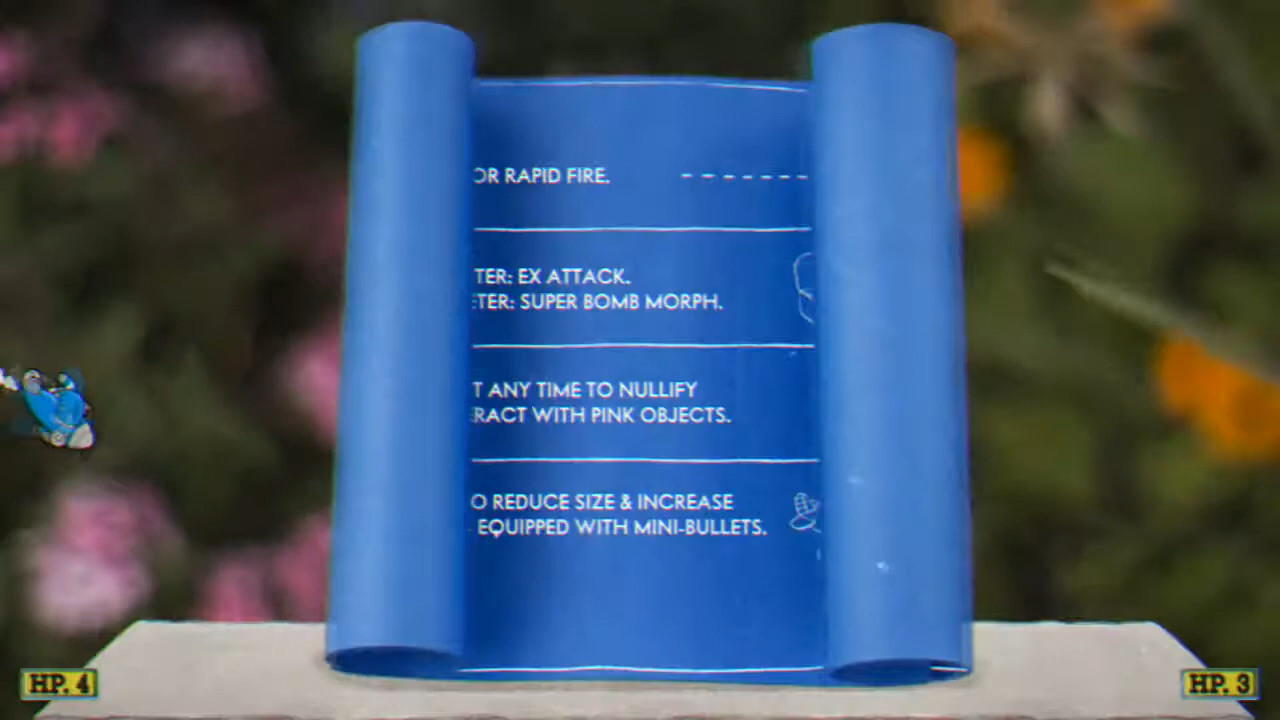 OR RAPID FIRE.
TER: EX ATTACK.
ETER: SUPER BOMB MORPH.
T ANY TIME TO NULLIFY
ERACT WITH PINK OBJECTS.
O REDUCE SIZE & INCREASE
EQUIPPED WITH MINI-BULLETS.
HP. 4
HP. 3